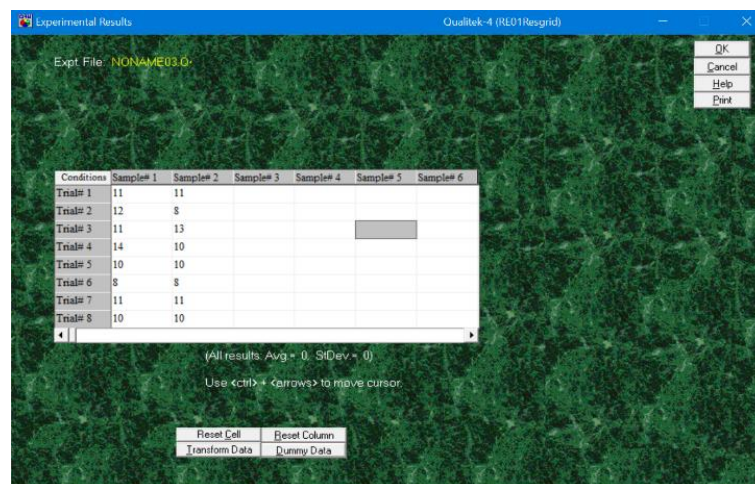 Experimental Results Qualitek-4 (RE01Resgrid)
OK
Expt. File: NONAME03.Q-
Cancel
Help
Print
Conditions Sample# 1 Sample# 2 Sample# 3 Sample# 4 Sample# 5 Sample# 6
Trial# 1 11 11
Trial# 2 12 8
Trial# 3 11 13
Trial# 4 14 10
Trial# 5 10 10
Trial# 6 8 8
Trial# 7 11 11
Trial# 8 10 10
(All results: Avg.= 0, StDev.= 0)
Use <ctrl> + <arrows> to move cursor.
Reset Cell Reset Column
Transform Data Dummy Data